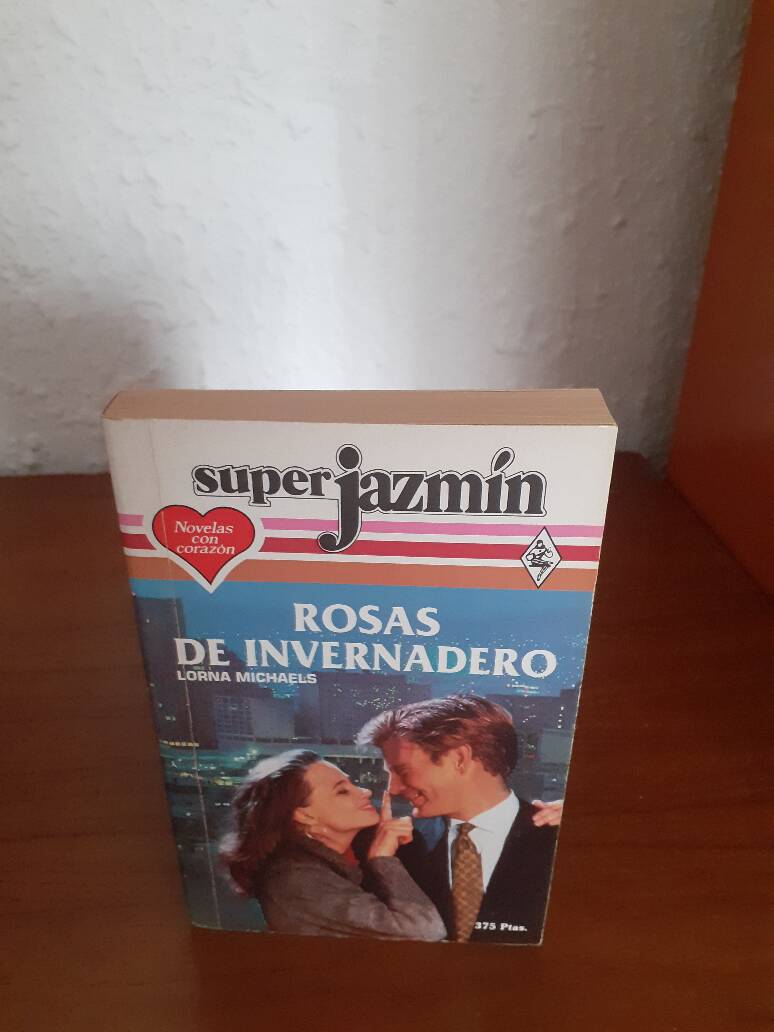 super jazmín
Novelas
con
corazón
ROSAS
DE INVERNADERO
LORNA MICHAELS
375 Ptas.